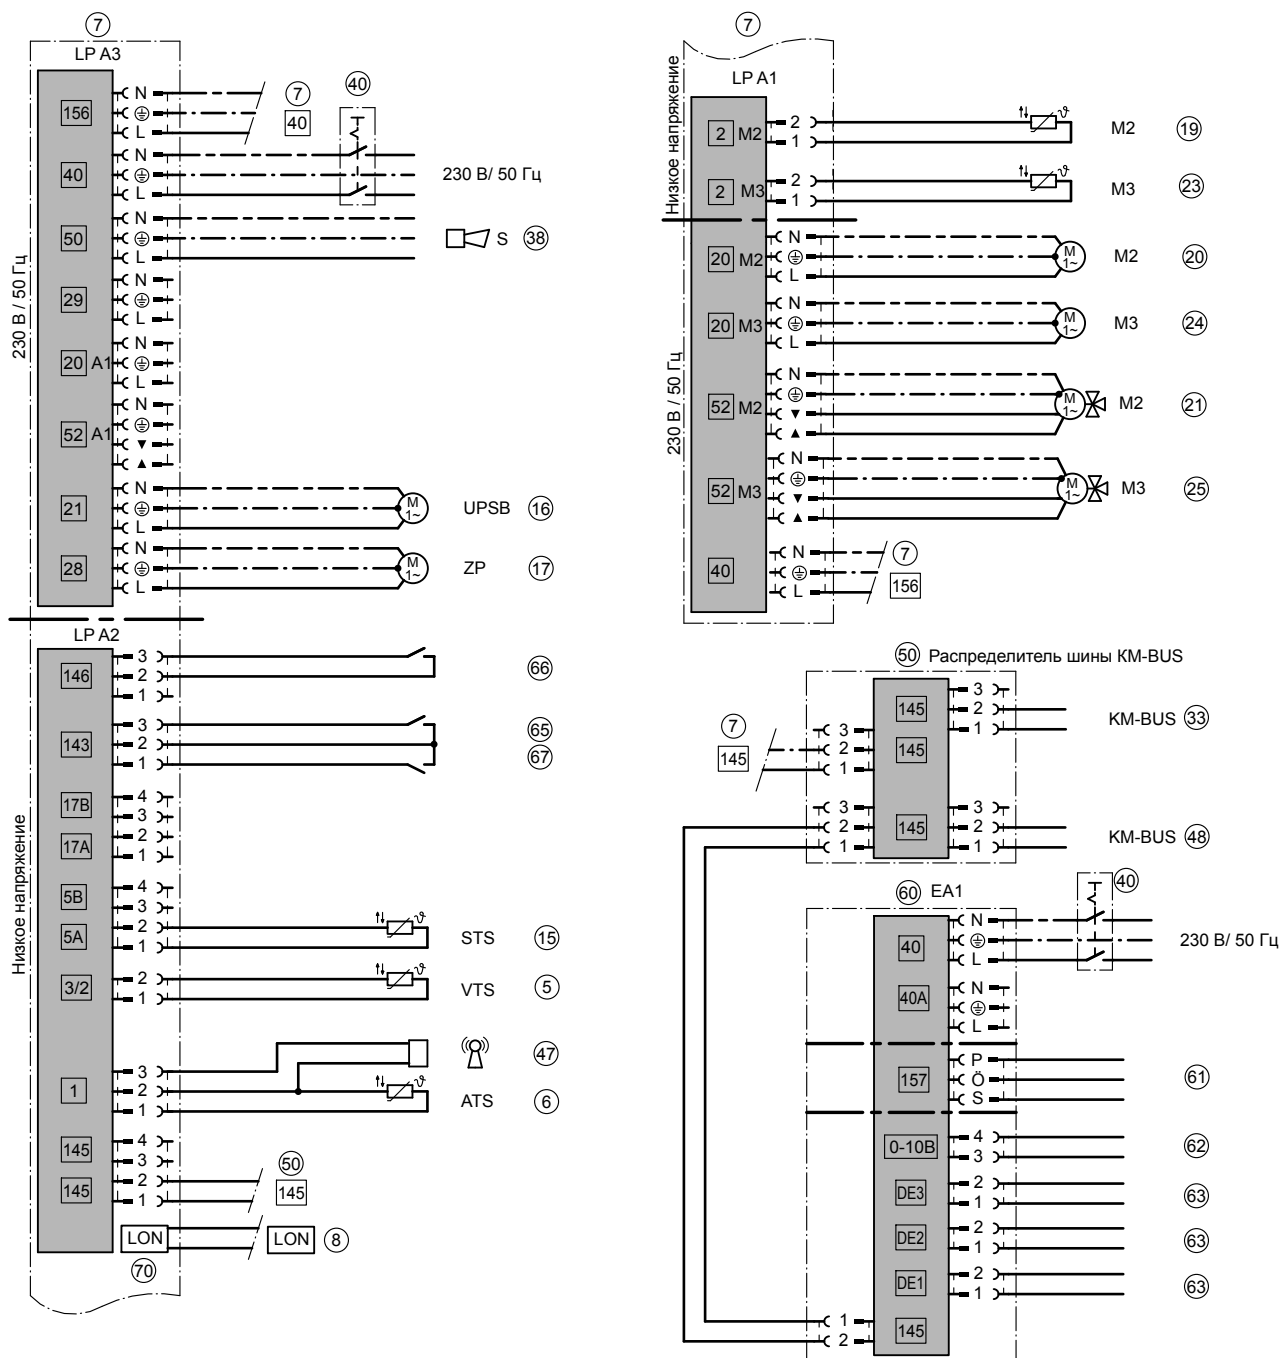 7
LP A3
230 В / 50 Гц
156 N
L
7
40
40
40 N
L
230 В/ 50 Гц
50 N
L
S 38
29 N
L
20 A1 N
L
52 A1 N
▼
▲
21 N
L
UPSB 16
28 N
L
ZP 17
M
1~
M
1~
LP A2
Низкое напряжение
146 3
2
1
66
143 3
2
1
65
67
17B 4
3
17A 2
1
5B 4
3
5A 2
1
ϑ
STS 15
3/2 2
1
ϑ
VTS 5
47
1 3
2
1
ϑ
ATS 6
145 4
3
145 2
1
50
145
LON
LON 8
70
7
LP A1
Низкое напряжение
2 M2 2
1
ϑ
M2 19
2 M3 2
1
ϑ
M3 23
230 В / 50 Гц
20 M2 N
L
M
1~
M2 20
20 M3 N
L
M
1~
M3 24
52 M2 N
▼
▲
M
1~
M2 21
52 M3 N
▼
▲
M
1~
M3 25
40 N
L
7
156
50 Распределитель шины KM-BUS
145 3
2
1
KM-BUS 33
7
145
3
2
1
145
3
2
1
145 3
2
1
KM-BUS 48
60 EA1
40
40 N
L
230 В/ 50 Гц
40A N
L
157 P
Ö
S
61
0-10В 4
3
62
DE3 2
1
63
DE2 2
1
63
DE1 2
1
63
1
2
145